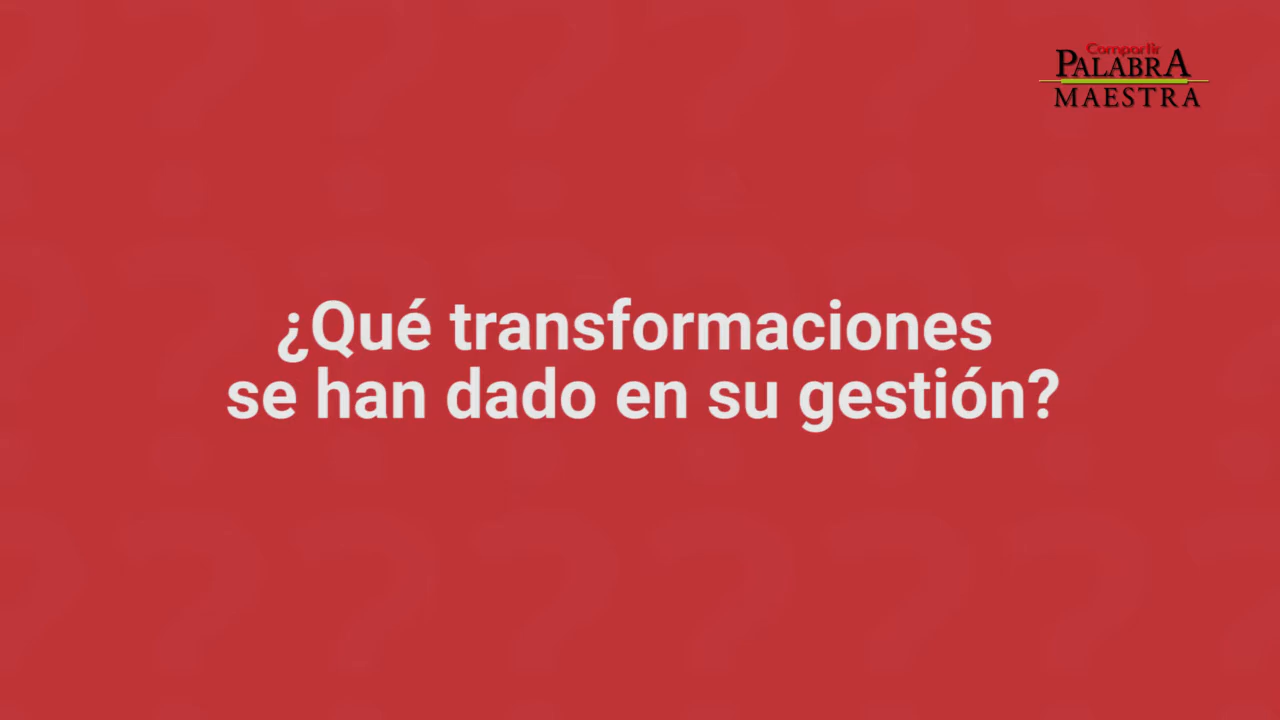 Compartir
PALABRA
MAESTRA
¿Qué transformaciones
se han dado en su gestión?